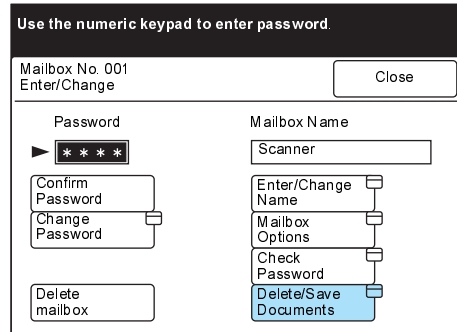 Use the numeric keypad to enter password.
Mailbox No. 001
Enter/Change
Close
Password
Mailbox Name
* * * *
Scanner
Confirm
Password
Change
Password
Enter/Change
Name
Mailbox
Options
Check
Password
Delete
mailbox
Delete/Save
Documents